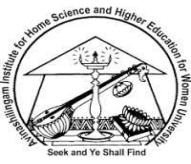 Avinashilingam Institute for Home Science and Higher Education for Women University
Seek and Ye Shall Find